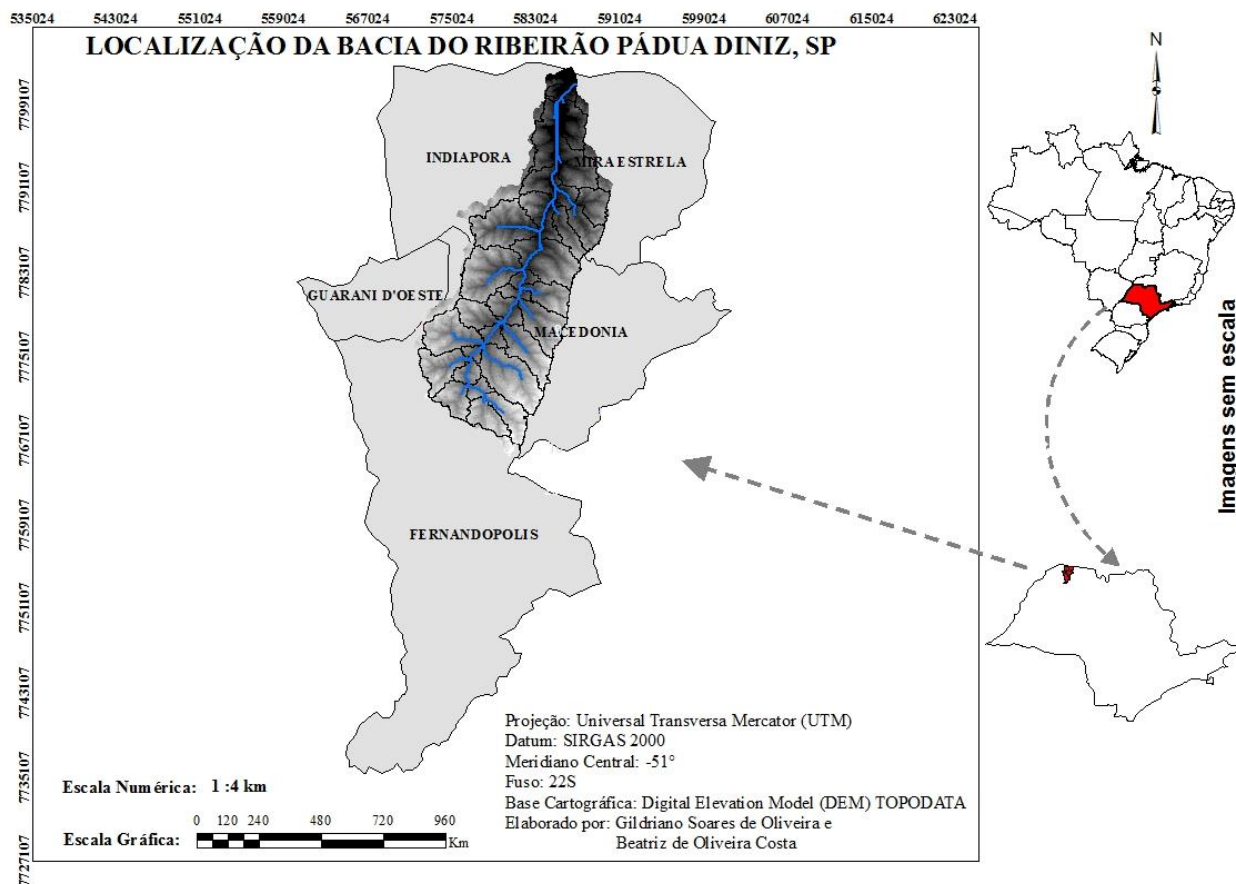 535024 543024 551024 559024 567024 575024 583024 591024 599024 607024 615024 623024
LOCALIZAÇÃO DA BACIA DO RIBEIRÃO PÁDUA DINIZ, SP
7799107
7791107
7783107
7775107
7767107
7759107
7751107
7743107
7735107
7727107
INDIAPORA
MIRA ESTRELA
GUARANI D'OESTE
MACEDONIA
FERNANDOPOLIS
N
Imagens sem escala
Projeção: Universal Transversa Mercator (UTM)
Datum: SIRGAS 2000
Meridiano Central: -51°
Fuso: 22S
Base Cartográfica: Digital Elevation Model (DEM) TOPODATA
Elaborado por: Gildriano Soares de Oliveira e
Beatriz de Oliveira Costa
Escala Numérica: 1 :4 km
Escala Gráfica:
0 120 240 480 720 960
Km